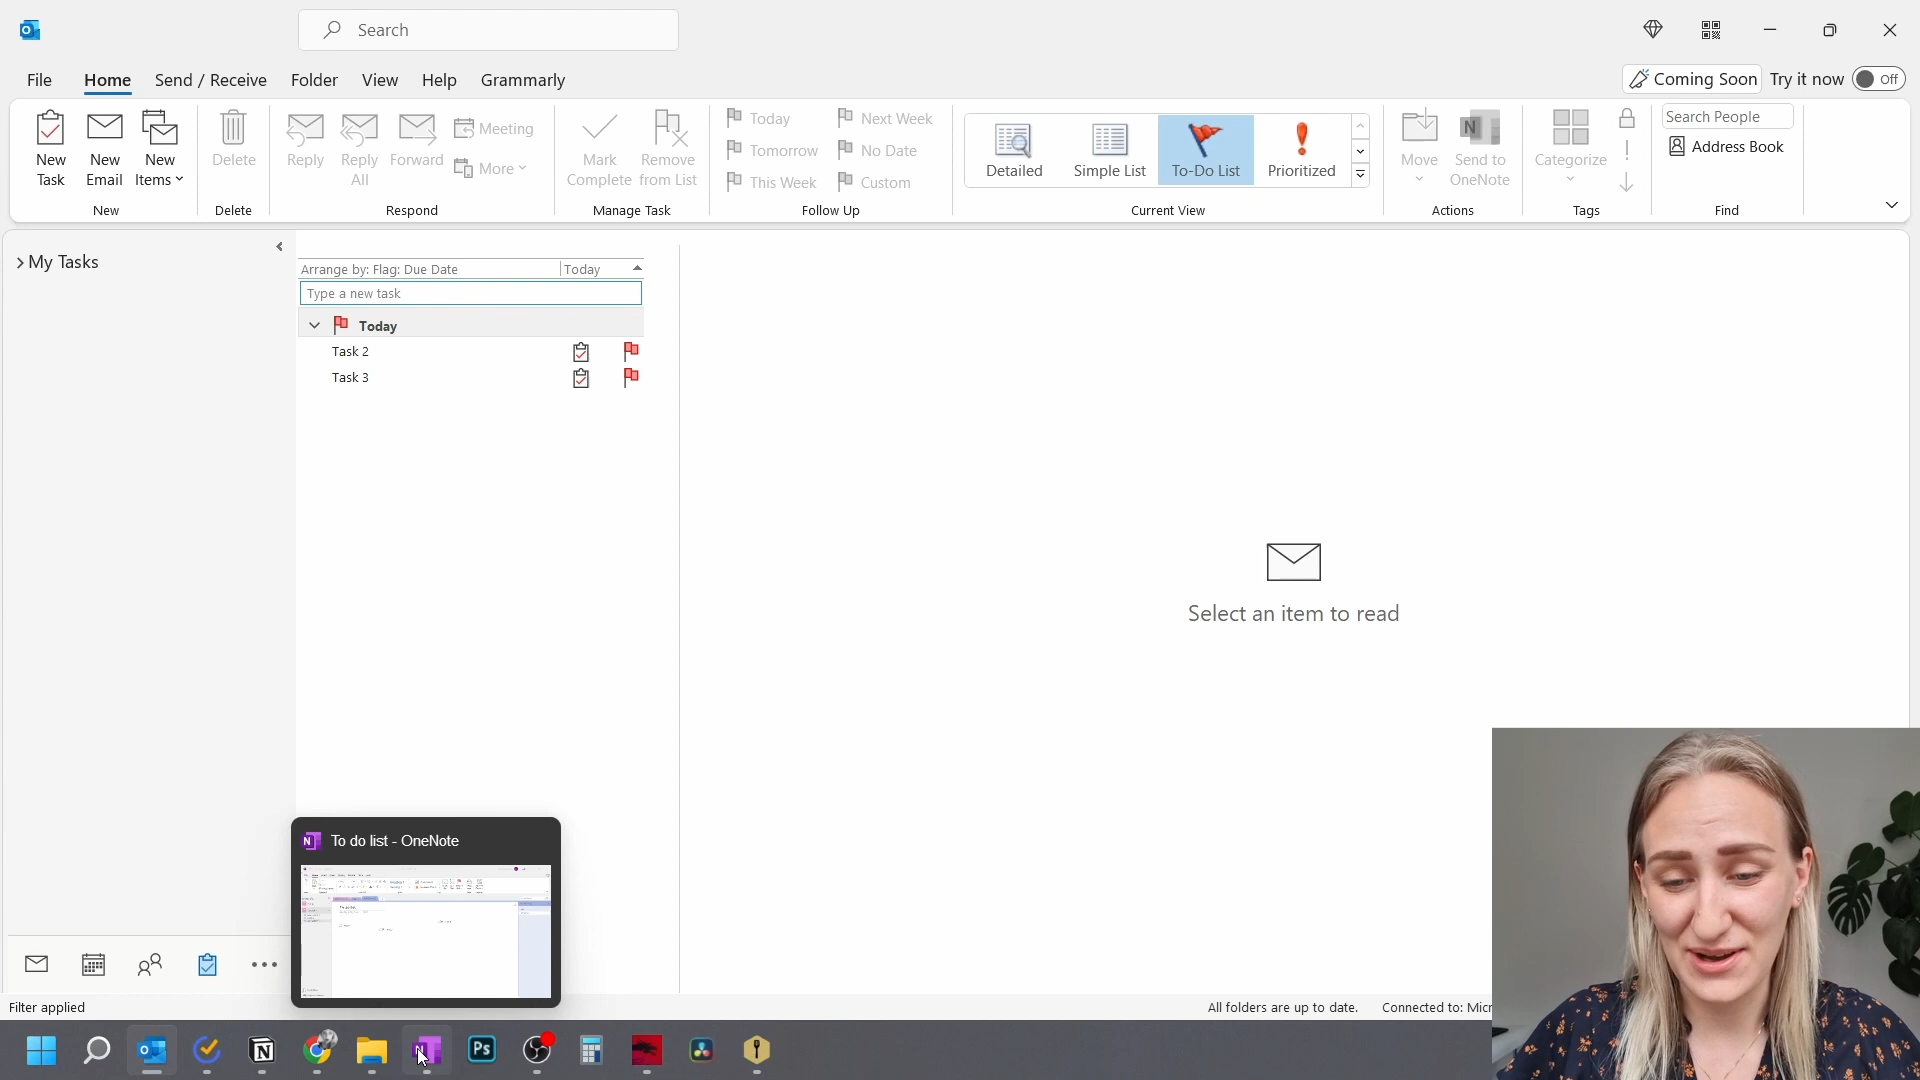 Search
File Home Send / Receive Folder View Help Grammarly
Coming Soon Try it now Off
New Task
New Email
New Items
New
Delete
Delete
Reply
Reply All
Forward
Meeting
More
Respond
Mark Complete
Remove from List
Manage Task
Today
Tomorrow
This Week
Next Week
No Date
Custom
Follow Up
Detailed
Simple List
To-Do List
Prioritized
Current View
Move
Send to OneNote
Actions
Categorize
Tags
Search People
Address Book
Find
My Tasks
Arrange by: Flag: Due Date Today
Type a new task
Today
Task 2
Task 3
Select an item to read
To do list - OneNote
Filter applied
All folders are up to date. Connected to: Micr
Ps